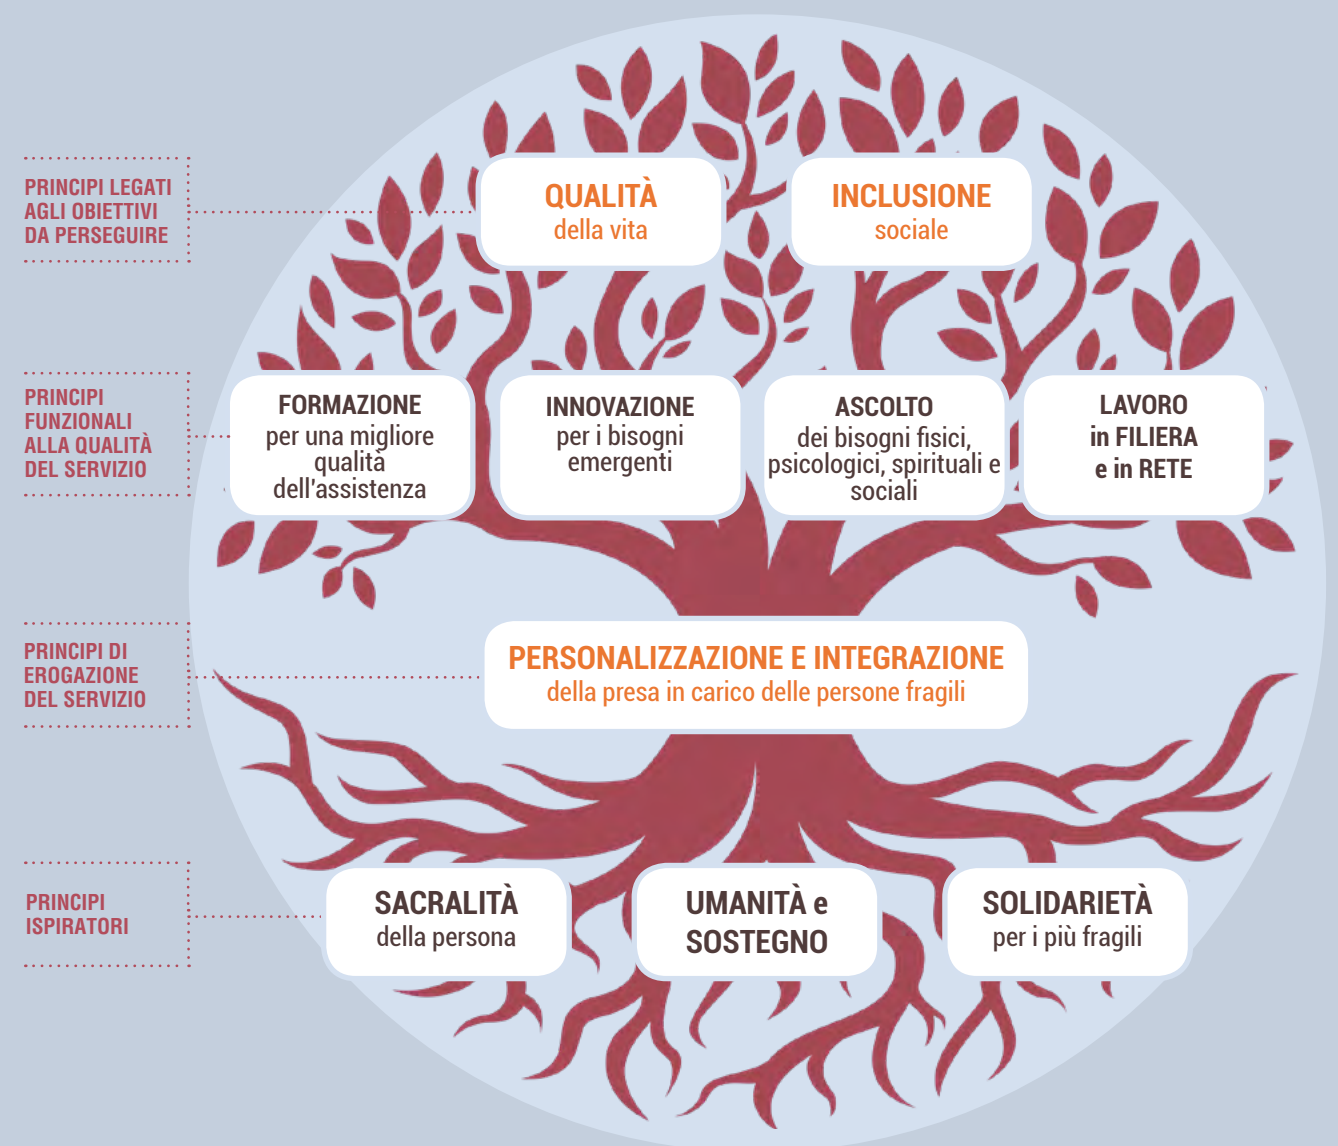 PRINCIPI LEGATI
AGLI OBIETTIVI
DA PERSEGUIRE
QUALITÀ
della vita
INCLUSIONE
sociale
PRINCIPI
FUNZIONALI
ALLA QUALITÀ
DEL SERVIZIO
FORMAZIONE
per una migliore
qualità
dell'assistenza
INNOVAZIONE
per i bisogni
emergenti
ASCOLTO
dei bisogni fisici,
psicologici, spirituali e
sociali
LAVORO
in FILIERA
e in RETE
PRINCIPI DI
EROGAZIONE
DEL SERVIZIO
PERSONALIZZAZIONE E INTEGRAZIONE
della presa in carico delle persone fragili
PRINCIPI
ISPIRATORI
SACRALITÀ
della persona
UMANITÀ e
SOSTEGNO
SOLIDARIETÀ
per i più fragili